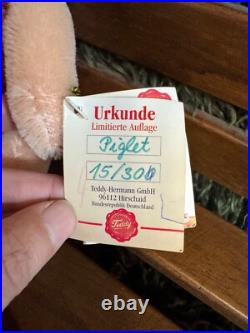 Urkunde
Limitierte Auflage
Piglet
15/300
Teddy-Hermann GmbH
96112 Hirschaid
Bundesrepublik Deutschland
Teddy